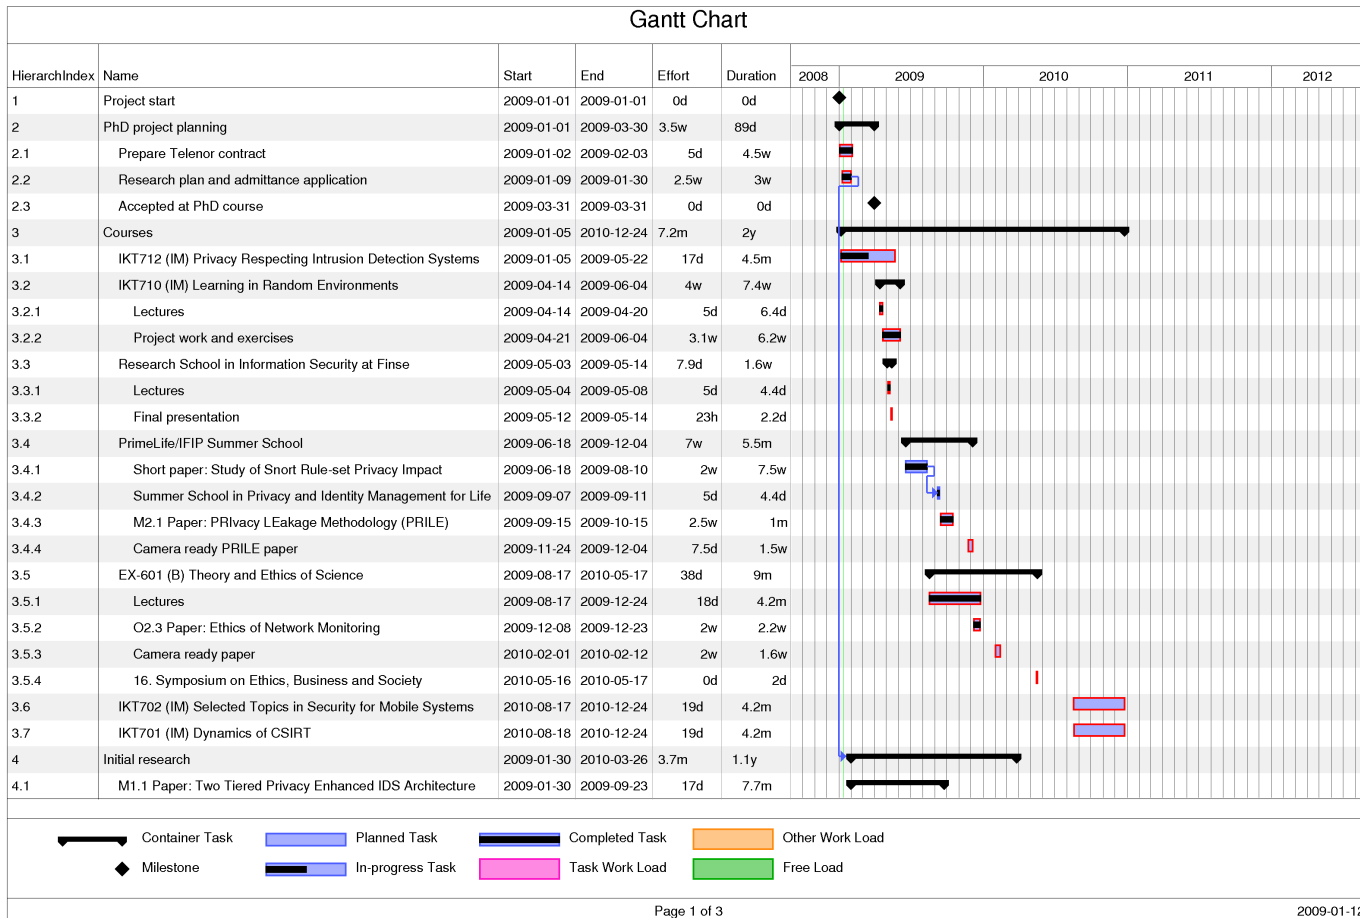 Gantt Chart
HierarchIndex Name Start End Effort Duration 2008 2009 2010 2011 2012
1 Project start 2009-01-01 2009-01-01 0d 0d
2 PhD project planning 2009-01-01 2009-03-30 3.5w 89d
2.1 Prepare Telenor contract 2009-01-02 2009-02-03 5d 4.5w
2.2 Research plan and admittance application 2009-01-09 2009-01-30 2.5w 3w
2.3 Accepted at PhD course 2009-03-31 2009-03-31 0d 0d
3 Courses 2009-01-05 2010-12-24 7.2m 2y
3.1 IKT712 (IM) Privacy Respecting Intrusion Detection Systems 2009-01-05 2009-05-22 17d 4.5m
3.2 IKT710 (IM) Learning in Random Environments 2009-04-14 2009-06-04 4w 7.4w
3.2.1 Lectures 2009-04-14 2009-04-20 5d 6.4d
3.2.2 Project work and exercises 2009-04-21 2009-06-04 3.1w 6.2w
3.3 Research School in Information Security at Finse 2009-05-03 2009-05-14 7.9d 1.6w
3.3.1 Lectures 2009-05-04 2009-05-08 5d 4.4d
3.3.2 Final presentation 2009-05-12 2009-05-14 23h 2.2d
3.4 PrimeLife/IFIP Summer School 2009-06-18 2009-12-04 7w 5.5m
3.4.1 Short paper: Study of Snort Rule-set Privacy Impact 2009-06-18 2009-08-10 2w 7.5w
3.4.2 Summer School in Privacy and Identity Management for Life 2009-09-07 2009-09-11 5d 4.4d
3.4.3 M2.1 Paper: PRIvacy LEakage Methodology (PRILE) 2009-09-15 2009-10-15 2.5w 1m
3.4.4 Camera ready PRILE paper 2009-11-24 2009-12-04 7.5d 1.5w
3.5 EX-601 (B) Theory and Ethics of Science 2009-08-17 2010-05-17 38d 9m
3.5.1 Lectures 2009-08-17 2009-12-24 18d 4.2m
3.5.2 O2.3 Paper: Ethics of Network Monitoring 2009-12-08 2009-12-23 2w 2.2w
3.5.3 Camera ready paper 2010-02-01 2010-02-12 2w 1.6w
3.5.4 16. Symposium on Ethics, Business and Society 2010-05-16 2010-05-17 0d 2d
3.6 IKT702 (IM) Selected Topics in Security for Mobile Systems 2010-08-17 2010-12-24 19d 4.2m
3.7 IKT701 (IM) Dynamics of CSIRT 2010-08-18 2010-12-24 19d 4.2m
4 Initial research 2009-01-30 2010-03-26 3.7m 1.1y
4.1 M1.1 Paper: Two Tiered Privacy Enhanced IDS Architecture 2009-01-30 2009-09-23 17d 7.7m
Container Task Planned Task Completed Task Other Work Load
Milestone In-progress Task Task Work Load Free Load
Page 1 of 3 2009-01-12